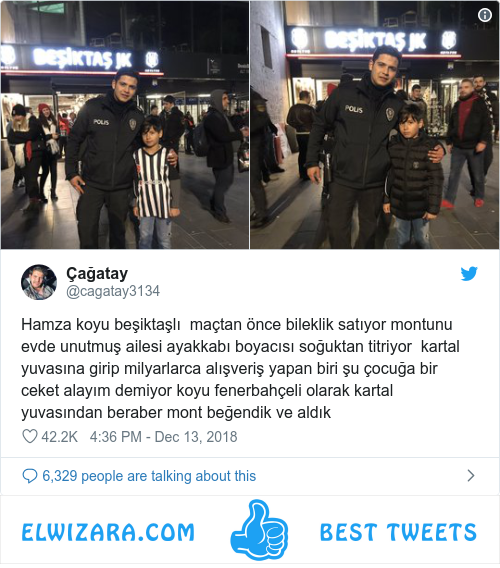 BEŞİKTAŞ JK
POLIS
BEŞİKTAŞ JK
POLIS
Çağatay
@cagatay3134
Hamza koyu beşiktaşlı  maçtan önce bileklik satıyor montunu
evde unutmuş ailesi ayakkabı boyacısı soğuktan titriyor  kartal
yuvasına girip milyarlarca alışveriş yapan biri şu çocuğa bir
ceket alayım demiyor koyu fenerbahçeli olarak kartal
yuvasından beraber mont beğendik ve aldık
42.2K 4:36 PM - Dec 13, 2018
6,329 people are talking about this
ELWIZARA.COM BEST TWEETS